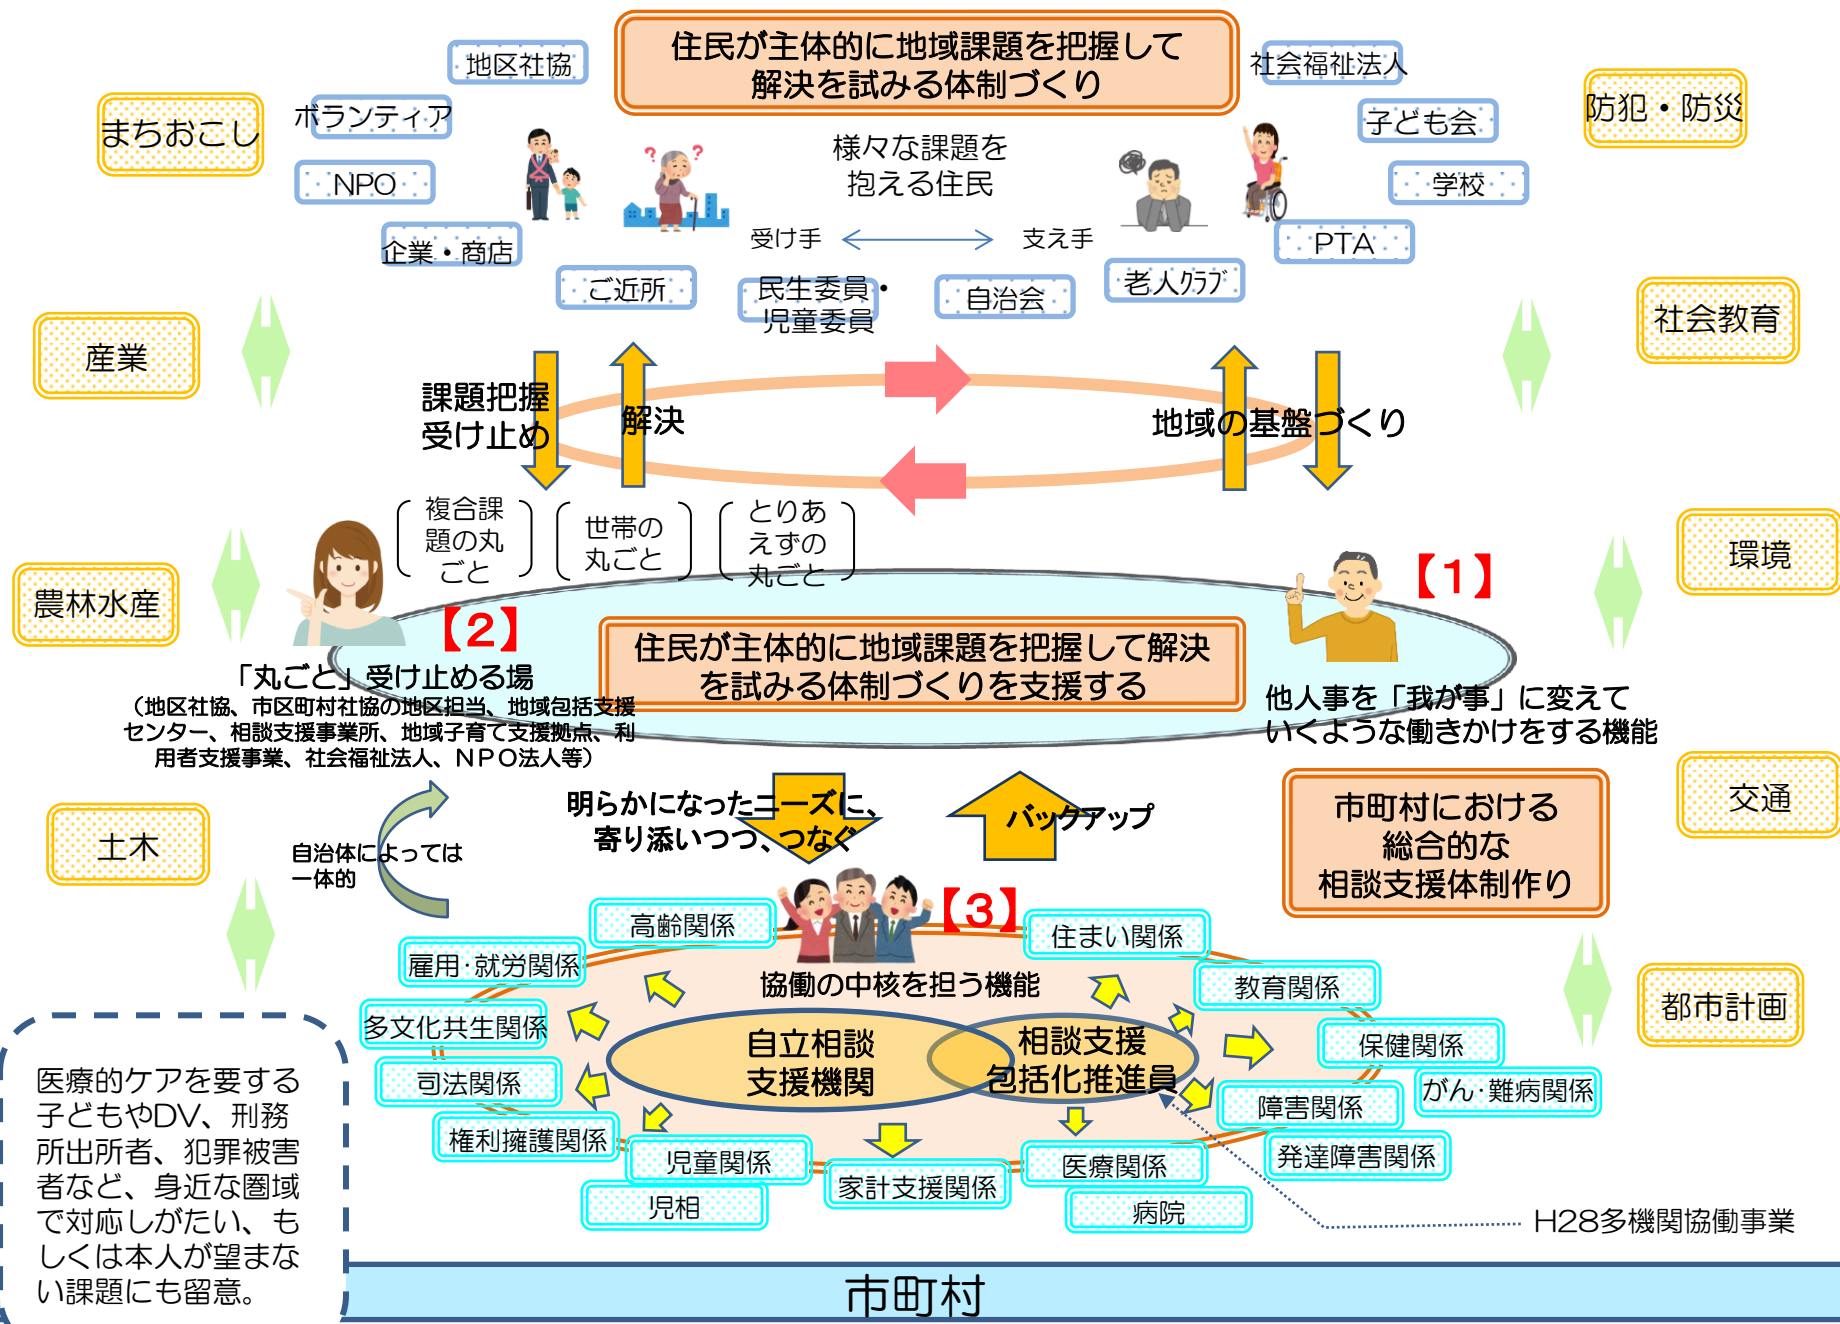 住民が主体的に地域課題を把握して
解決を試みる体制づくり
地区社協
社会福祉法人
まちおこし
ボランティア
子ども会
防犯・防災
NPO
学校
様々な課題を
抱える住民
企業・商店
受け手
支え手
PTA
ご近所
民生委員・
児童委員
自治会
老人クラブ
産業
社会教育
課題把握
受け止め
解決
地域の基盤づくり
複合課
題の丸
ごと
世帯の
丸ごと
とりあ
えずの
丸ごと
農林水産
環境
【2】
【1】
住民が主体的に地域課題を把握して解決
を試みる体制づくりを支援する
「丸ごと」受け止める場
（地区社協、市区町村社協の地区担当、地域包括支援
センター、相談支援事業所、地域子育て支援拠点、利
用者支援事業、社会福祉法人、NPO法人等）
他人事を「我が事」に変えて
いくような働きかけをする機能
土木
交通
自治体によっては
一体的
明らかになったニーズに、
寄り添いつつ、つなぐ
バックアップ
市町村における
総合的な
相談支援体制作り
【3】
高齢関係
住まい関係
雇用・就労関係
協働の中核を担う機能
教育関係
多文化共生関係
自立相談
支援機関
相談支援
包括化推進員
保健関係
都市計画
司法関係
がん・難病関係
障害関係
権利擁護関係
発達障害関係
児童関係
医療関係
児相
家計支援関係
病院
H28多機関協働事業
医療的ケアを要する
子どもやDV、刑務
所出所者、犯罪被害
者など、身近な圏域
で対応しがたい、も
しくは本人が望まな
い課題にも留意。
市町村